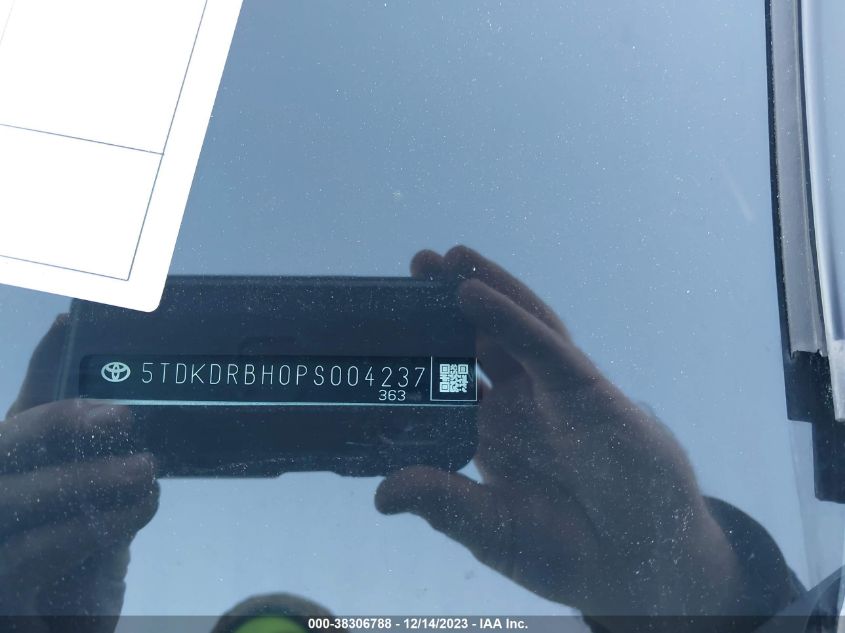 5TDKDRBH0PS004237
363
000-38306788 - 12/14/2023 - IAA Inc.